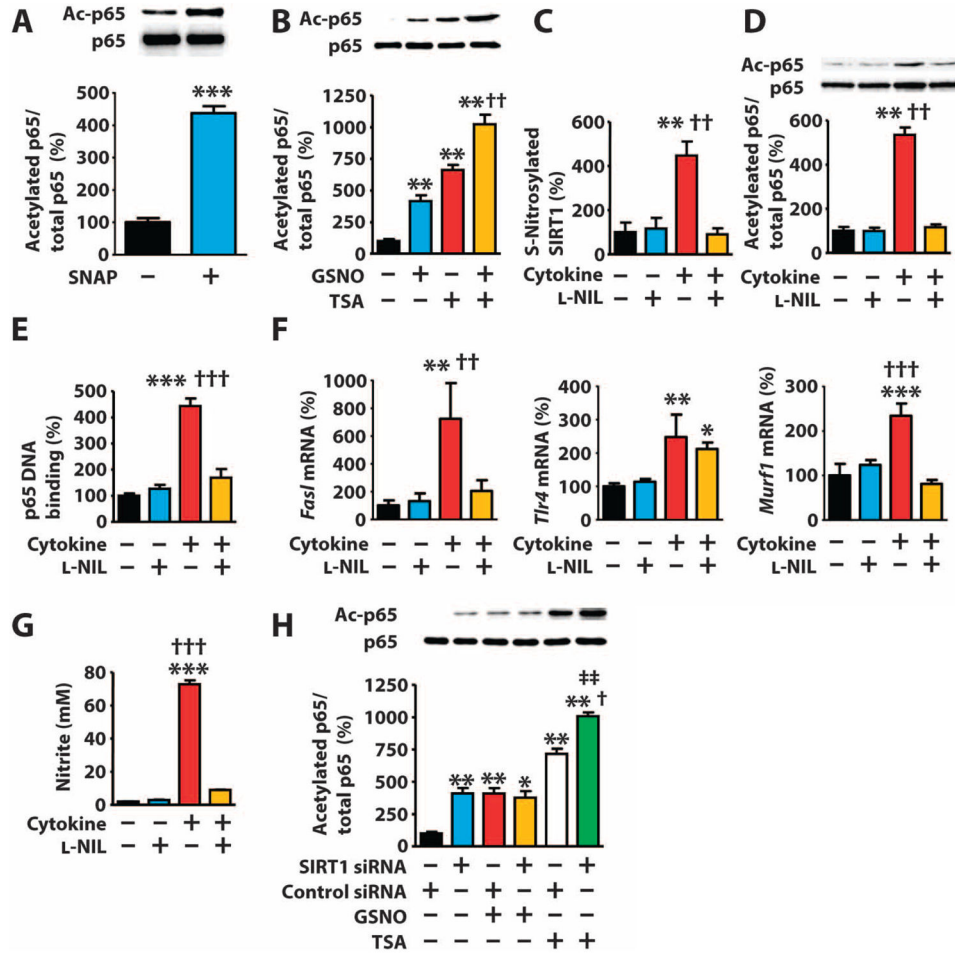 A
Ac-p65
p65
Acetylated p65/
total p65 (%)
500
400
300
200
100
0
***
SNAP
– +
B
Ac-p65
p65
Acetylated p65/
total p65 (%)
1250
1000
750
500
250
0
**
**
**††
GSNO – + – +
TSA – – + +
C
S-Nitrosylated
SIRT1 (%)
600
400
200
0
** ††
Cytokine – – + +
L-NIL – + – +
D
Ac-p65
p65
Acetyleated p65/
total p65 (%)
600
400
200
0
** ††
Cytokine – – + +
L-NIL – + – +
E
p65 DNA
binding (%)
500
400
300
200
100
0
*** †††
Cytokine – – + +
L-NIL – + – +
F
Fasl mRNA (%)
1000
800
600
400
200
0
** ††
Cytokine – – + +
L-NIL – + – +
Tlr4 mRNA (%)
400
300
200
100
0
**
*
Cytokine – – + +
L-NIL – + – +
Murf1 mRNA (%)
300
200
100
0
†††
***
Cytokine – – + +
L-NIL – + – +
G
Nitrite (mM)
80
60
40
20
0
†††
***
Cytokine – – + +
L-NIL – + – +
H
Ac-p65
p65
Acetylated p65/
total p65 (%)
1250
1000
750
500
250
0
**
**
*
**
‡‡
** †
SIRT1 siRNA – + – + – +
Control siRNA + – + – + –
GSNO – – + + – –
TSA – – – – + +